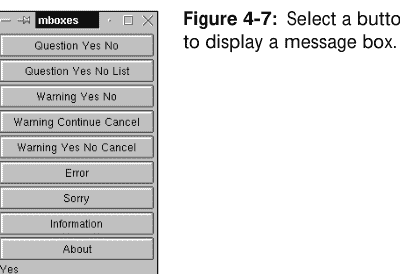 mboxes
Question Yes No
Question Yes No List
Warning Yes No
Warning Continue Cancel
Warning Yes No Cancel
Error
Sorry
Information
About
Yes
Figure 4-7: Select a butto
to display a message box.